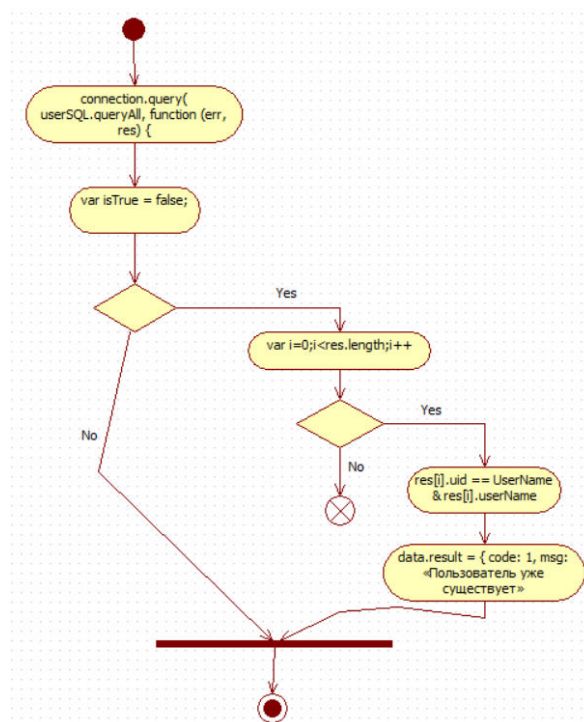 connection.query(
userSQL.queryAll, function (err,
res) {
var isTrue = false;
Yes
var i=0;i<res.length;i++
Yes
No
No
res[i].uid == UserName
& res[i].userName
data.result = { code: 1, msg:
«Пользователь уже
существует»